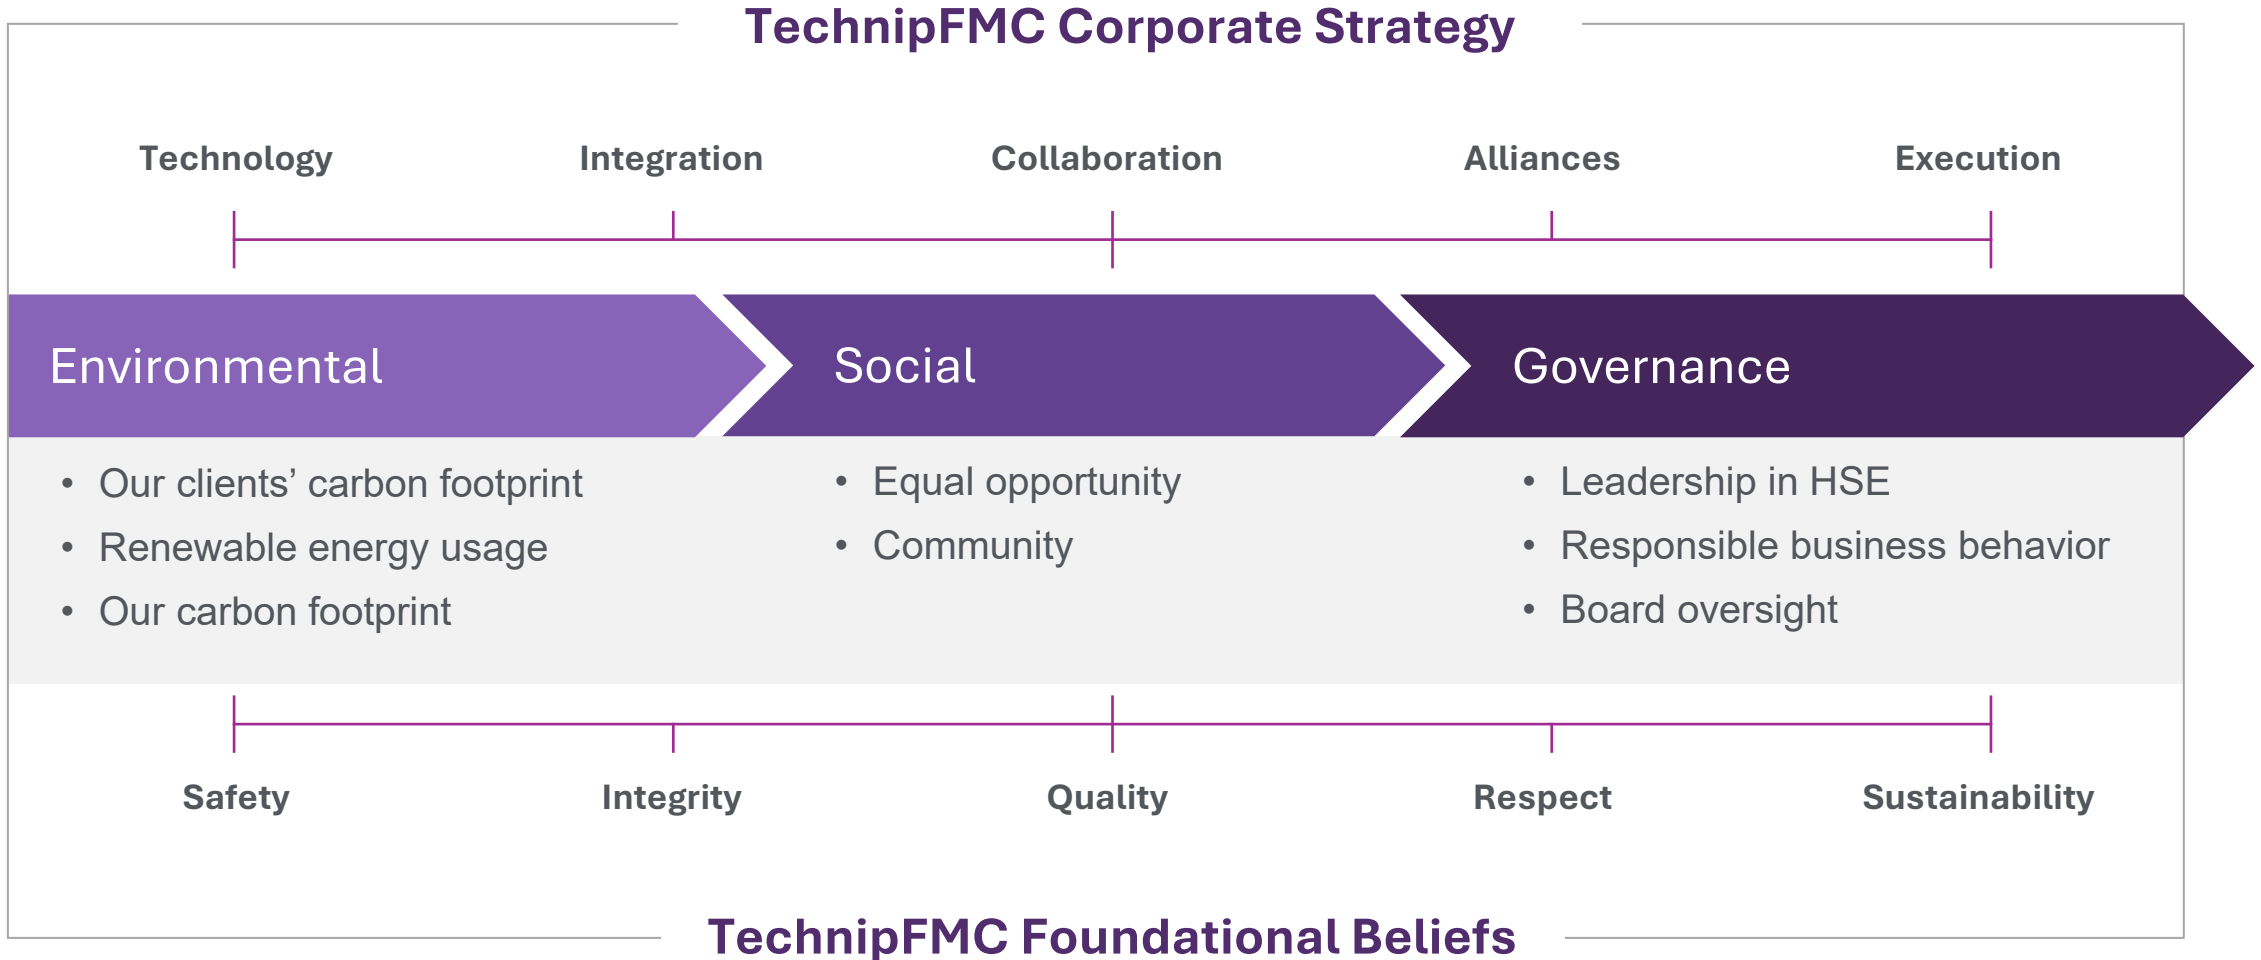 TechnipFMC Corporate Strategy
Technology
Integration
Collaboration
Alliances
Execution
Environmental
• Our clients’ carbon footprint
• Renewable energy usage
• Our carbon footprint
Social
• Equal opportunity
• Community
Governance
• Leadership in HSE
• Responsible business behavior
• Board oversight
Safety
Integrity
Quality
Respect
Sustainability
TechnipFMC Foundational Beliefs